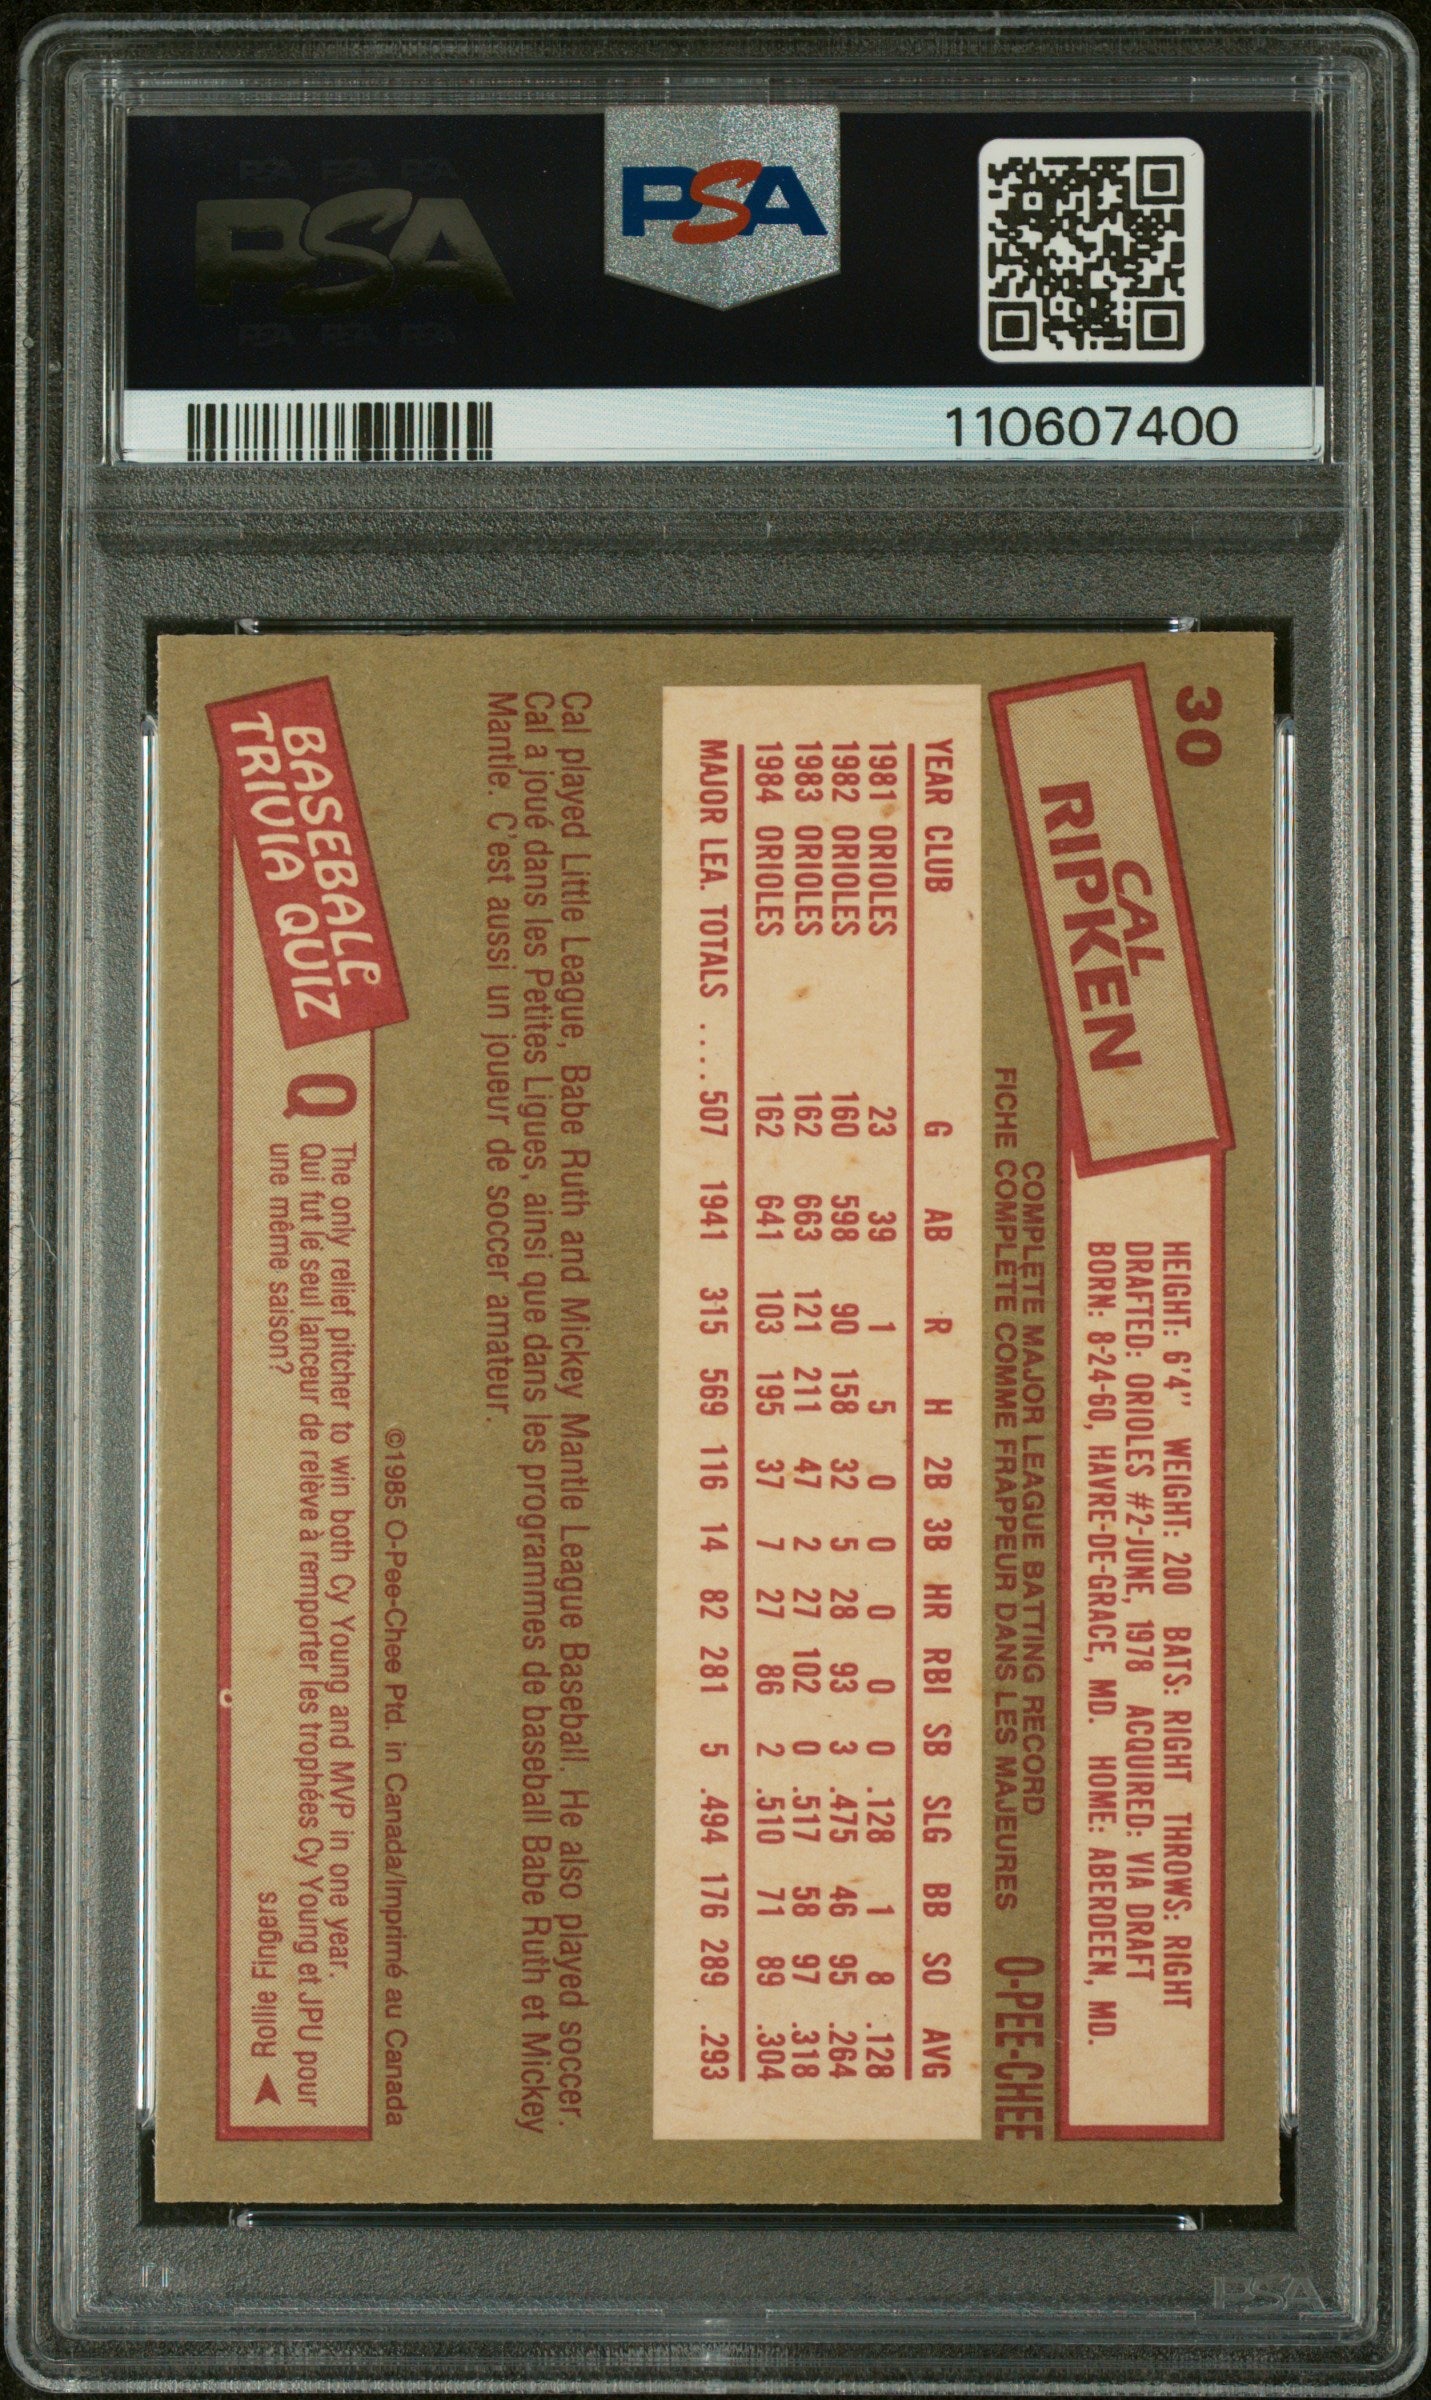 PSA PSA PSA
PSA
PSA PSA PSA
PSA
110607400
30
CAL
RIPKEN
HEIGHT: 6'4" WEIGHT: 200 BATS: RIGHT THROWS: RIGHT
DRAFTED: ORIOLES #2-JUNE, 1978 ACQUIRED: VIA DRAFT
BORN: 8-24-60, HAVRE-DE-GRACE, MD. HOME: ABERDEEN, MD.
COMPLETE MAJOR LEAGUE BATTING RECORD
FICHE COMPLÈTE COMME FRAPPEUR DANS LES MAJEURES
O-PEE-CHEE
YEAR CLUB G AB R H 2B 3B HR RBI SB SLG BB SO AVG
1981 ORIOLES 23 39 1 5 0 0 0 0 0 .128 1 8 .128
1982 ORIOLES 160 598 90 158 32 5 28 93 3 .475 46 95 .264
1983 ORIOLES 162 663 121 211 47 2 27 102 0 .517 58 97 .318
1984 ORIOLES 162 641 103 195 37 7 27 86 2 .510 71 89 .304
MAJOR LEA. TOTALS .... 507 1941 315 569 116 14 82 281 5 .494 176 289 .293
Cal played Little League, Babe Ruth and Mickey Mantle League Baseball. He also played soccer.
Cal a joué dans les Petites Ligues, ainsi que dans les programmes de baseball Babe Ruth et Mickey
Mantle. C'est aussi un joueur de soccer amateur.
©1985 O-Pee-Chee Ptd. in Canada/Imprimé au Canada
BASEBALL
TRIVIA QUIZ
Q
The only relief pitcher to win both Cy Young and MVP in one year.
Qui fut le seul lanceur de relève à remporter les trophées Cy Young et JPU pour
une même saison?
Rollie Fingers
PSA